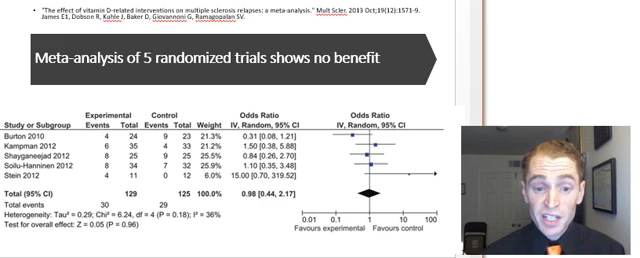 • "The effect of vitamin D-related interventions on multiple sclerosis relapses: a meta-analysis." Mult Scler. 2013 Oct;19(12):1571-9.
James E1, Dobson R, Kuhle J, Baker D, Giovannoni G, Ramagopalan SV.
Meta-analysis of 5 randomized trials shows no benefit
Experimental Control Odds Ratio Odds Ratio
Study or Subgroup Events Total Events Total Weight IV, Random, 95% CI IV, Random, 95% CI
Burton 2010 4 24 9 23 21.3% 0.31 [0.08, 1.21]
Kampman 2012 6 35 4 33 21.9% 1.50 [0.38, 5.88]
Shayganejad 2012 8 25 9 25 25.5% 0.84 [0.26, 2.70]
Soilu-Hanninen 2012 8 34 7 32 25.9% 1.10 [0.35, 3.48]
Stein 2012 4 11 0 12 6.0% 15.00 [0.70, 319.52]
Total (95% CI) 129 125 100.0% 0.98 [0.44, 2.17]
Total events 30 29
Heterogeneity: Tau² = 0.29; Chi² = 6.24, df = 4 (P = 0.18); I² = 36%
Test for overall effect: Z = 0.05 (P = 0.96)
0.01 0.1 1 10 100
Favours experimental Favours control